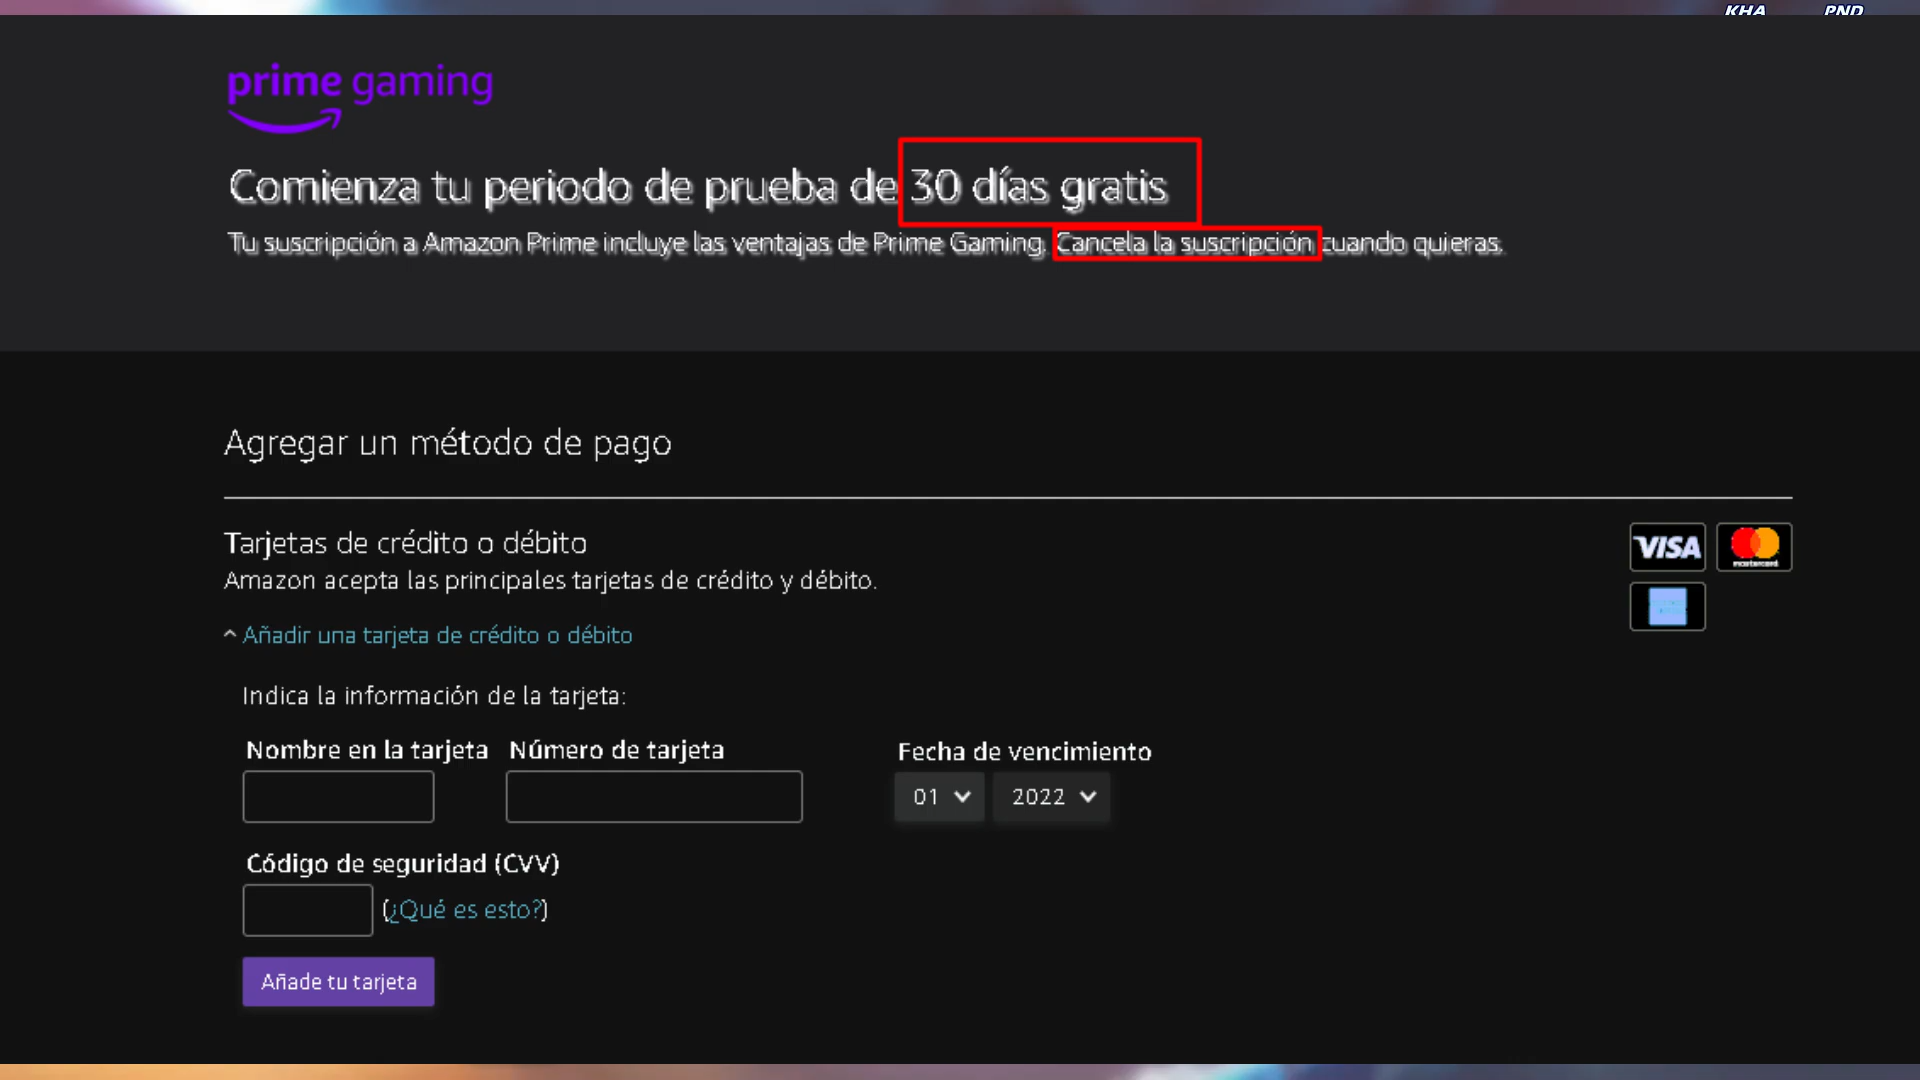 KHA PND
prime gaming
Comienza tu periodo de prueba de 30 días gratis
Tu suscripción a Amazon Prime incluye las ventajas de Prime Gaming. Cancela la suscripción cuando quieras.
Agregar un método de pago
Tarjetas de crédito o débito
Amazon acepta las principales tarjetas de crédito y débito.
VISA mastercard
Añadir una tarjeta de crédito o débito
Indica la información de la tarjeta:
Nombre en la tarjeta Número de tarjeta Fecha de vencimiento
01 2022
Código de seguridad (CVV)
(¿Qué es esto?)
Añade tu tarjeta